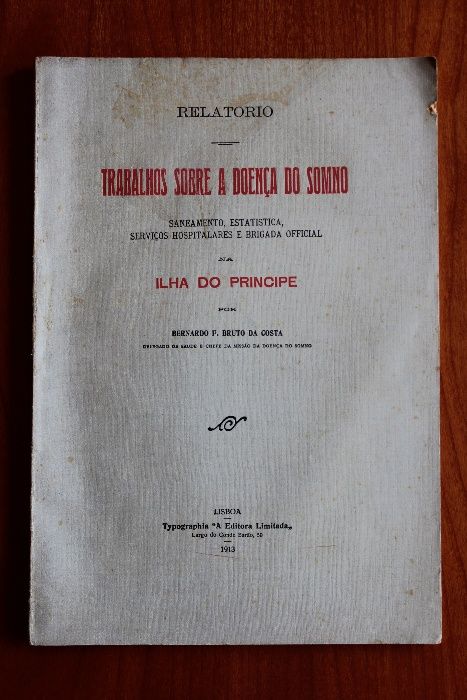 RELATORIO
TRABALHOS SOBRE A DOENÇA DO SOMNO
SANEAMENTO, ESTATISTICA,
SERVIÇOS HOSPITALARES E BRIGADA OFFICIAL
NA
ILHA DO PRINCIPE
POR
BERNARDO F. BRUTO DA COSTA
DELEGADO DA SAUDE E CHEFE DA MISSÃO DA DOENÇA DO SOMNO
LISBOA
Typographia "A Editora Limitada„
Largo do Conde Barão, 50
1913